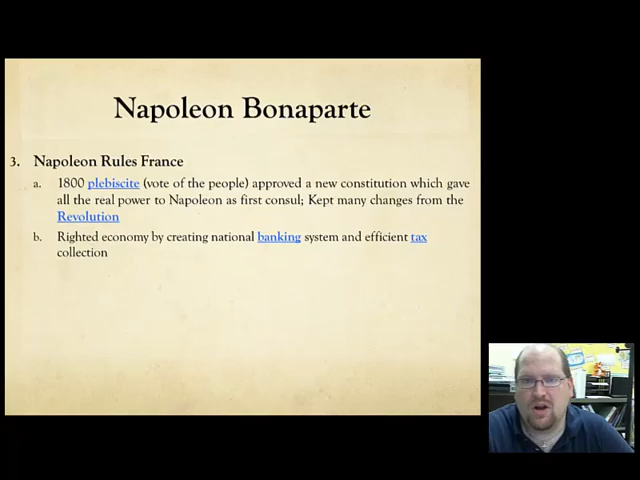 Napoleon Bonaparte
3. Napoleon Rules France
a. 1800 plebiscite (vote of the people) approved a new constitution which gave
all the real power to Napoleon as first consul; Kept many changes from the
Revolution
b. Righted economy by creating national banking system and efficient tax
collection